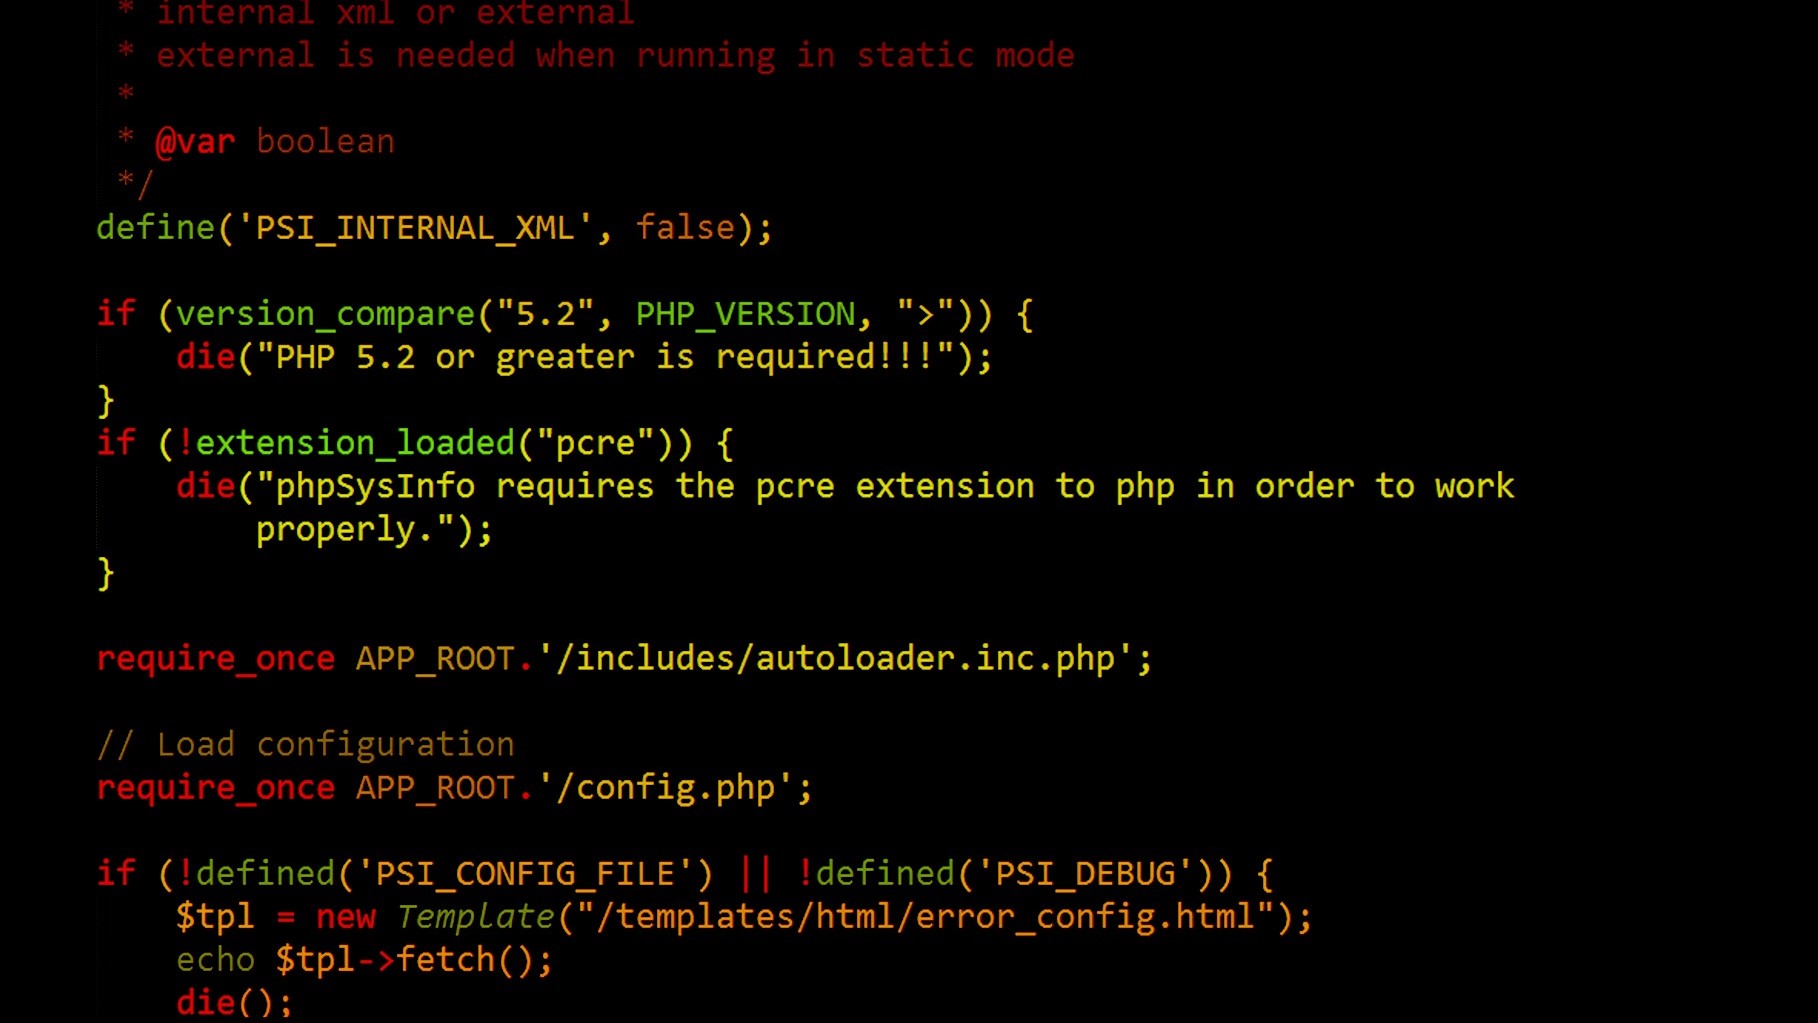 * internal xml or external
* external is needed when running in static mode
*
* @var boolean
*/
define('PSI_INTERNAL_XML', false);
if (version_compare("5.2", PHP_VERSION, ">")) {
die("PHP 5.2 or greater is required!!!");
}
if (!extension_loaded("pcre")) {
die("phpSysInfo requires the pcre extension to php in order to work
properly.");
}
require_once APP_ROOT.'/includes/autoloader.inc.php';
// Load configuration
require_once APP_ROOT.'/config.php';
if (!defined('PSI_CONFIG_FILE') || !defined('PSI_DEBUG')) {
$tpl = new Template("/templates/html/error_config.html");
echo $tpl->fetch();
die();